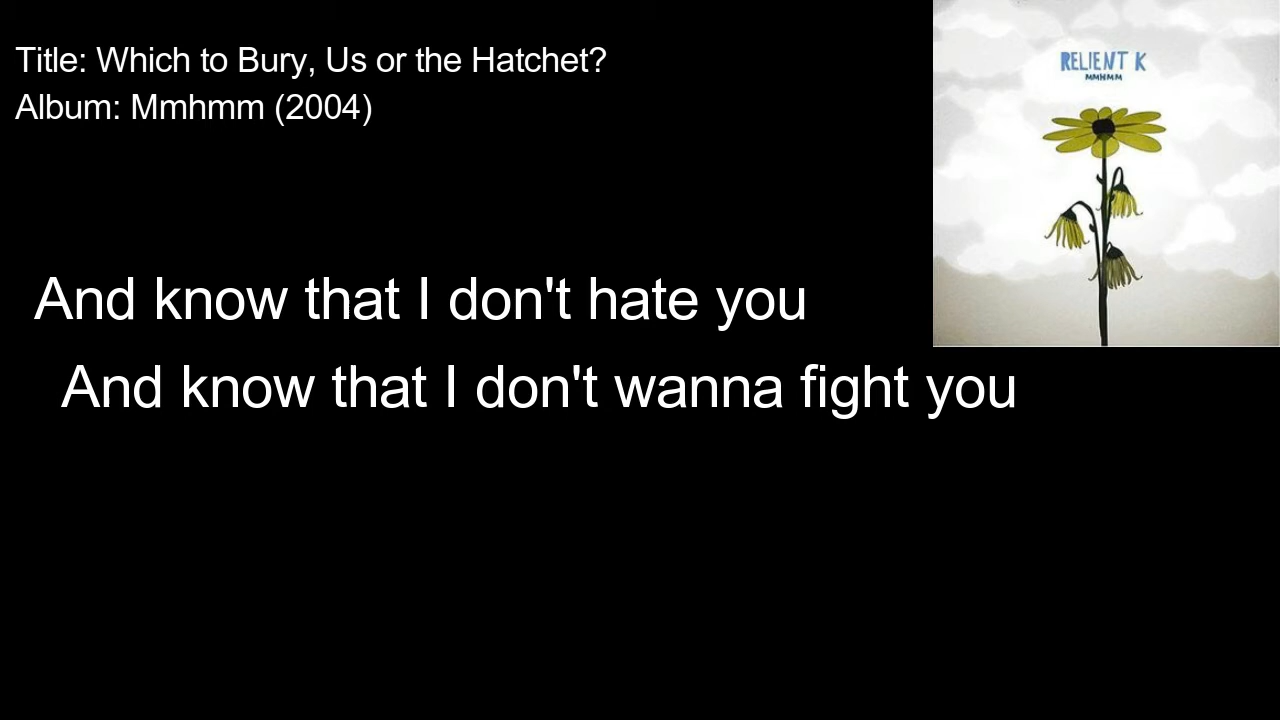 Title: Which to Bury, Us or the Hatchet?
Album: Mmhmm (2004)
RELIENT K
MMHMM
And know that I don't hate you
And know that I don't wanna fight you